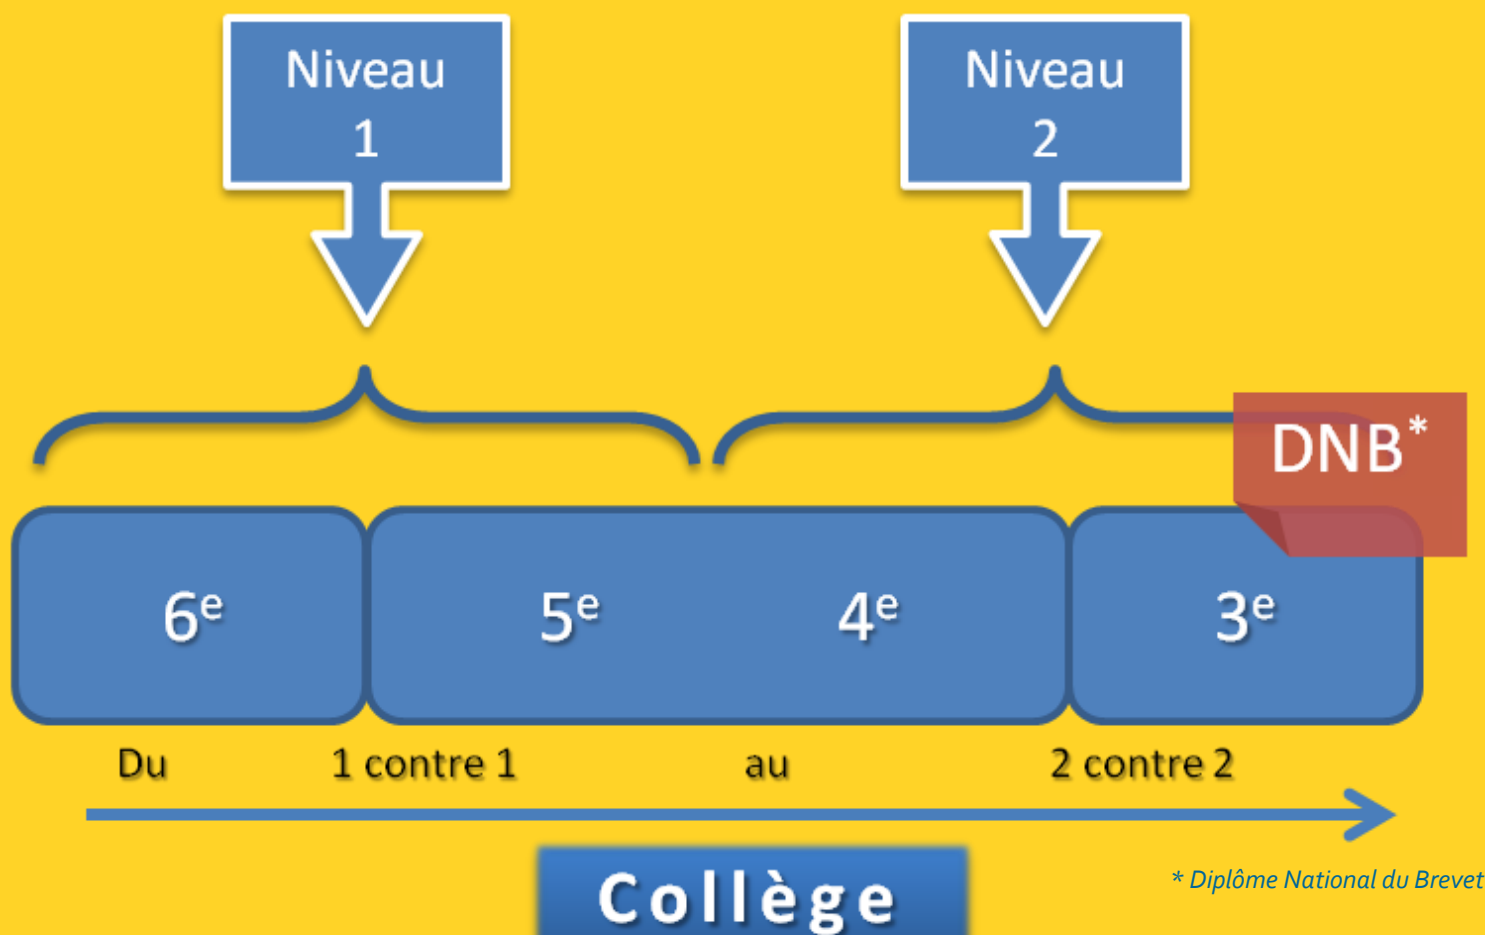 Niveau
1
Niveau
2
DNB*
6e 5e 4e 3e
Du 1 contre 1 au 2 contre 2
* Diplôme National du Brevet
Collège